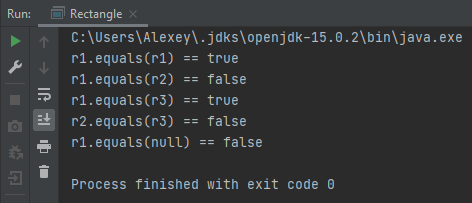 Run: Rectangle
C:\Users\Alexey\.jdks\openjdk-15.0.2\bin\java.exe
r1.equals(r1) == true
r1.equals(r2) == false
r1.equals(r3) == true
r2.equals(r3) == false
r1.equals(null) == false
Process finished with exit code 0